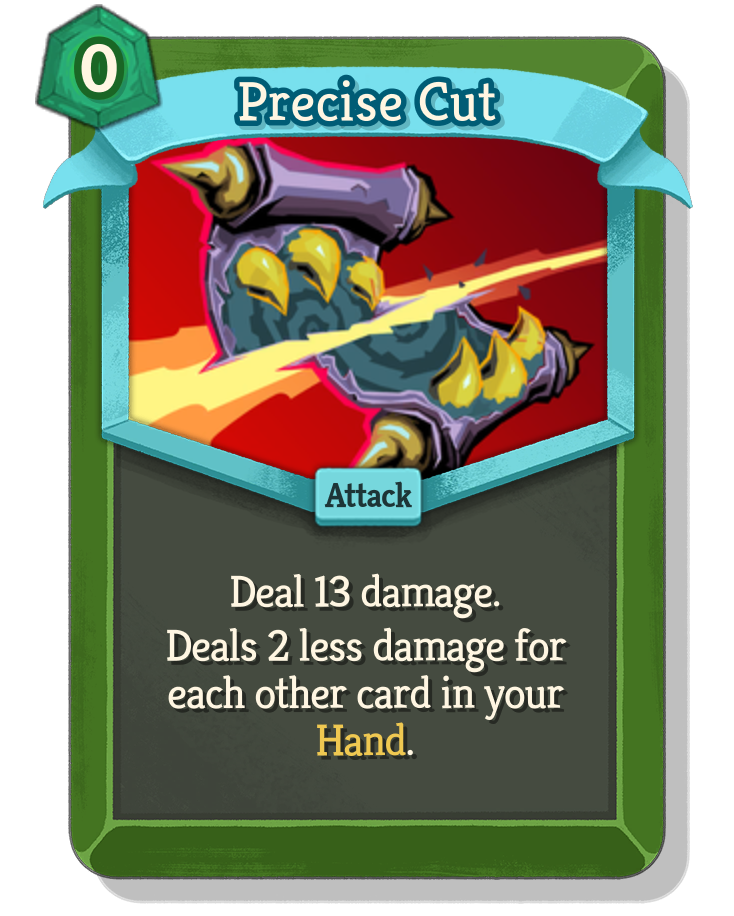 0
Precise Cut
Attack
Deal 13 damage.
Deals 2 less damage for
each other card in your
Hand.